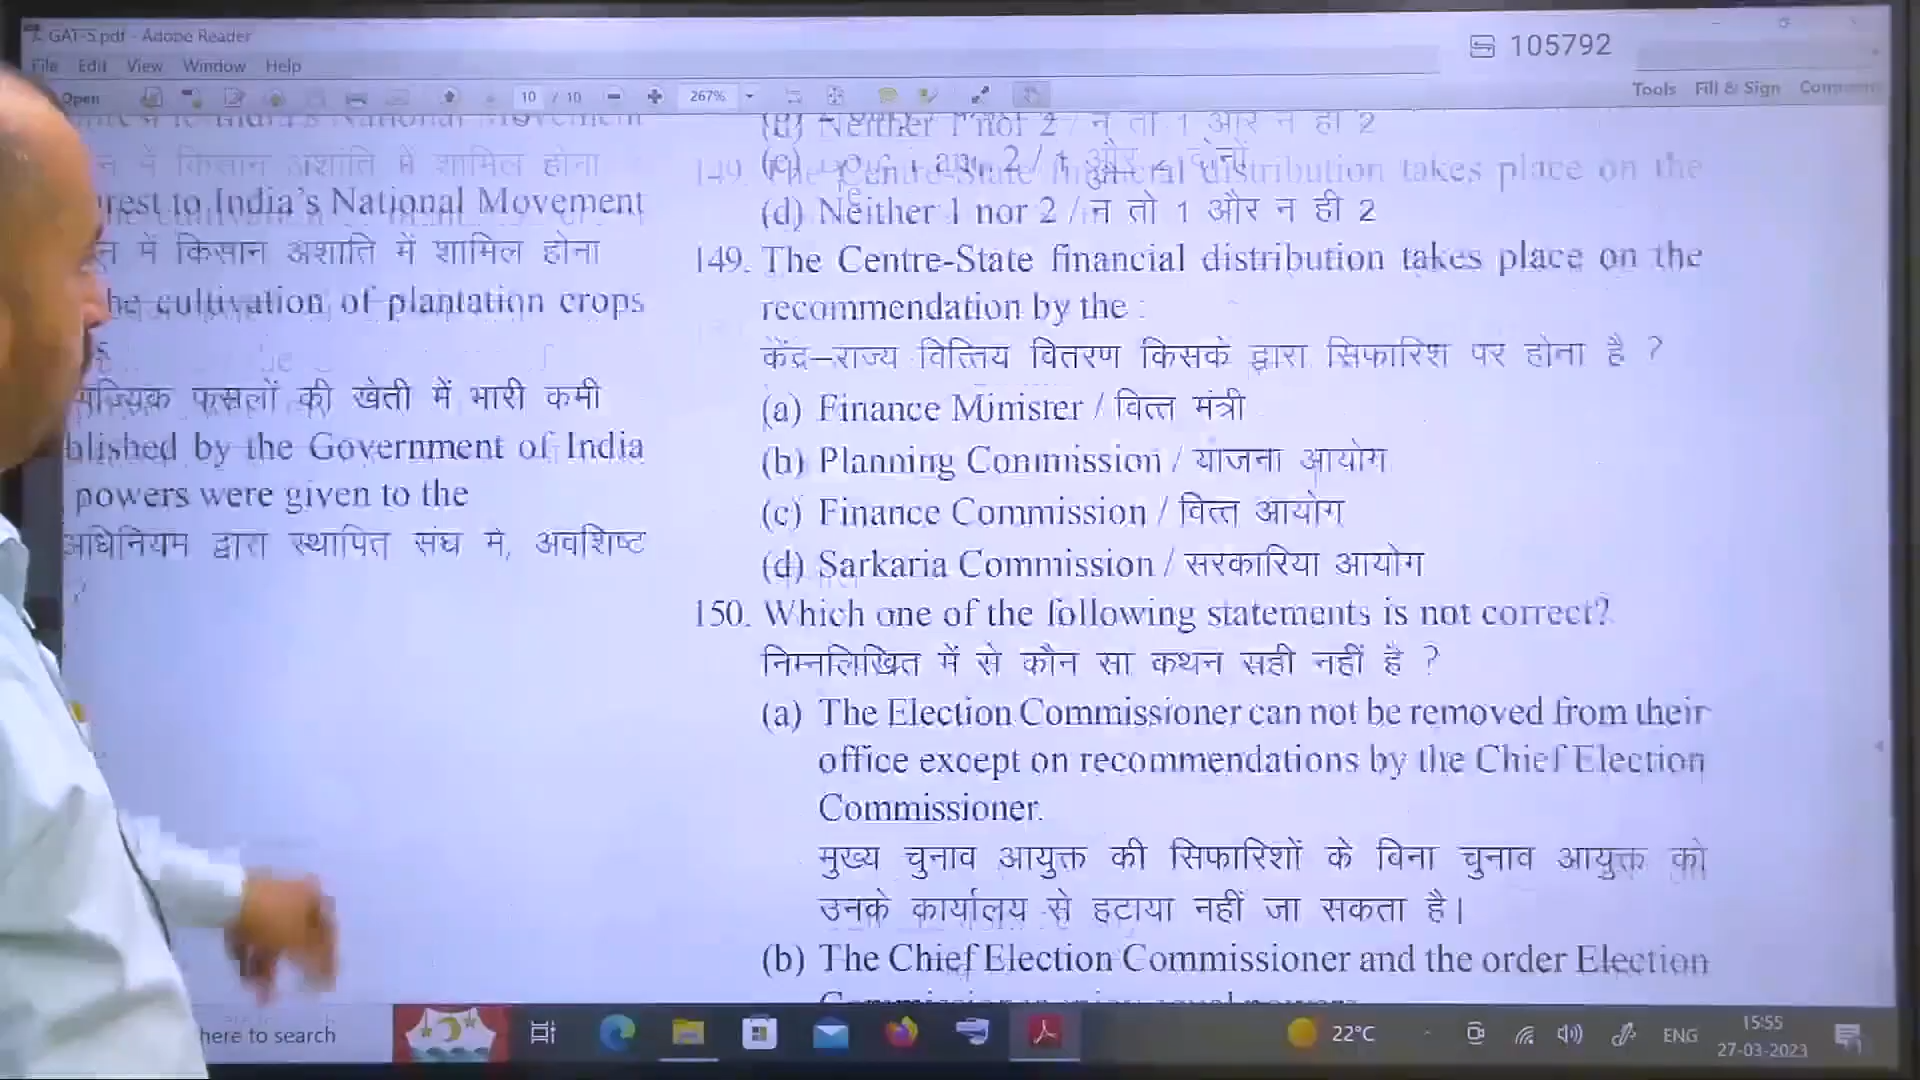 GAT-5.pdf - Adobe Reader
105792
File Edit View Window Help
Open
10 / 10
267%
Tools Fill & Sign
rest to India's National Movement
में किसान अशांति में शामिल होना
he cultivation of plantation crops
फसलों की खेती में भारी कमी
blished by the Government of India
powers were given to the
अधिनियम द्वारा स्थापित संघ में, अवशिष्ट
?
(d) Neither 1 nor 2 / न तो 1 और न ही 2
149. The Centre-State financial distribution takes place on the
recommendation by the :
केंद्र–राज्य वित्तिय वितरण किसके द्वारा सिफारिश पर होना है ?
(a) Finance Minister / वित्त मंत्री
(b) Planning Commission / योजना आयोग
(c) Finance Commission / वित्त आयोग
(d) Sarkaria Commission / सरकारिया आयोग
150. Which one of the following statements is not correct?
निम्नलिखित में से कौन सा कथन सही नहीं है ?
(a) The Election Commissioner can not be removed from their
office except on recommendations by the Chief Election
Commissioner.
मुख्य चुनाव आयुक्त की सिफारिशों के बिना चुनाव आयुक्त को
उनके कार्यालय से हटाया नहीं जा सकता है।
(b) The Chief Election Commissioner and the order Election
here to search
22°C
ENG
15:55
27-03-2023